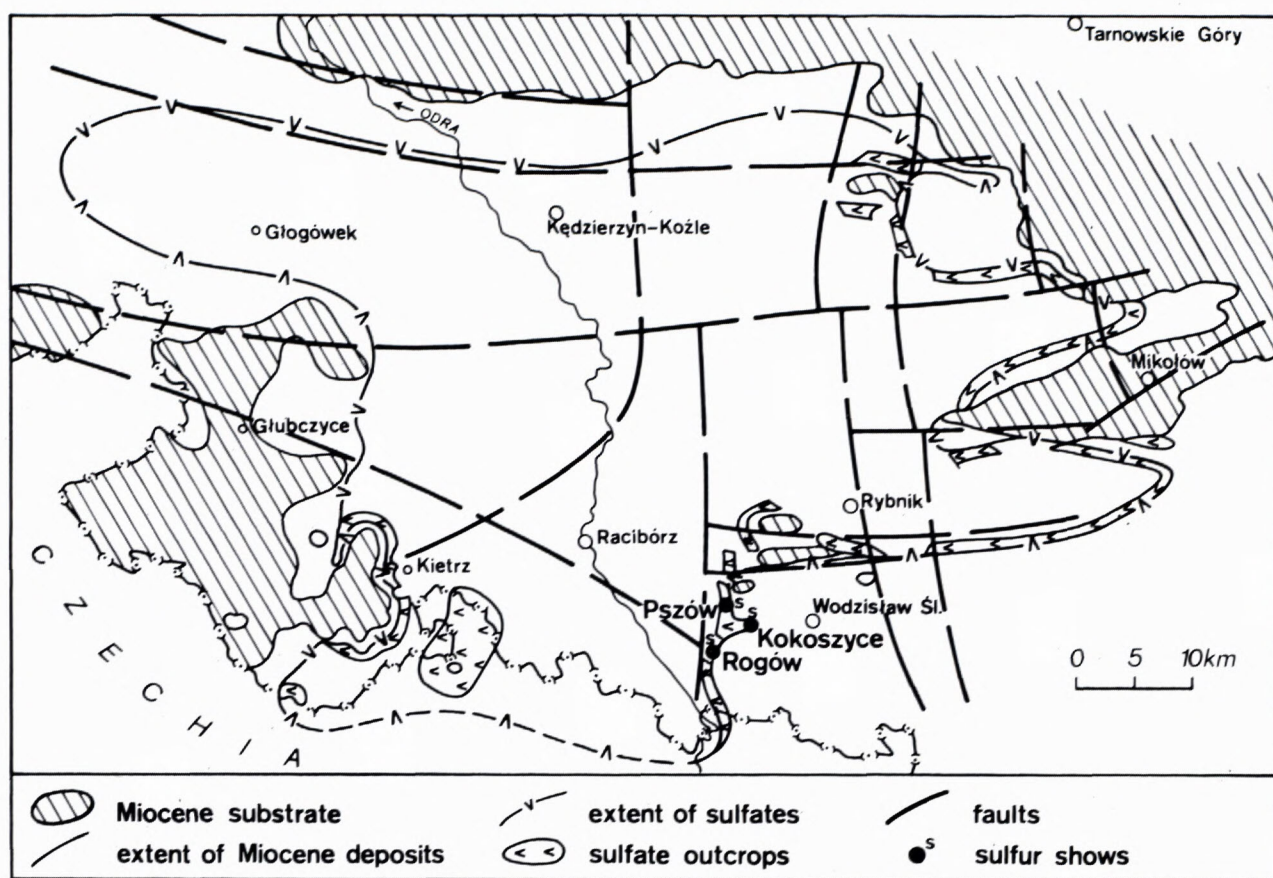 Tarnowskie Góry
ODRA
Kędzierzyn-Koźle
Głogówek
Mikołów
Głubczyce
Rybnik
Racibórz
Kietrz
Pszów
s
s
Wodzisław Śl.
Kokoszyce
s
Rogów
0 5 10km
CZECHIA
Miocene substrate
extent of sulfates
faults
extent of Miocene deposits
sulfate outcrops
s
sulfur shows